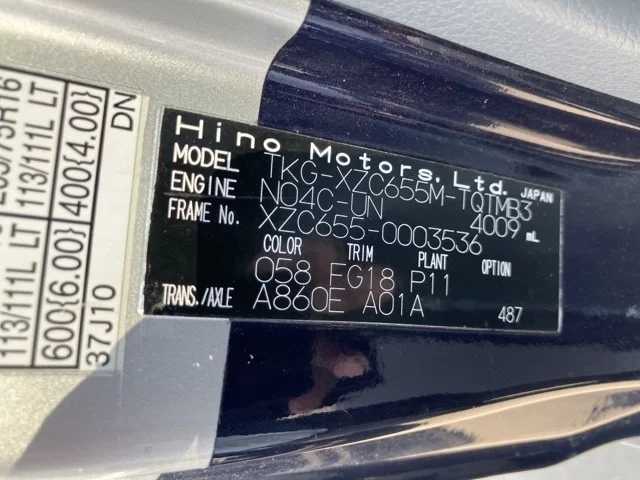 Hino Motors, Ltd. JAPAN
MODEL TKG-XZC655M-TQTMB3
ENGINE N04C-UN 4009 mL
FRAME No. XZC655-0003536
COLOR TRIM PLANT OPTION
058 EG18 P11
TRANS./AXLE A860E A01A 487
113/111L LT
113/111L LT
600{6.00} 400{4.00}
37J10 DN